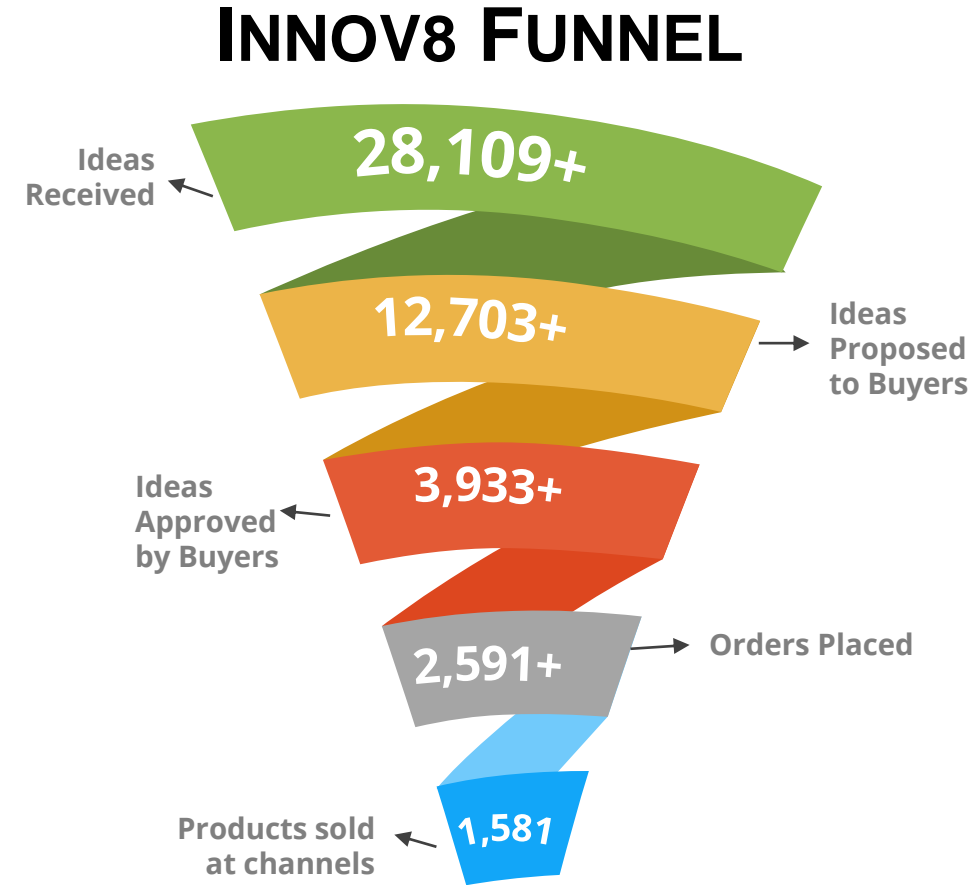 INNOV8 FUNNEL
28,109+
Ideas
Received
12,703+
Ideas
Proposed
to Buyers
3,933+
Ideas
Approved
by Buyers
2,591+
Orders Placed
1,581
Products sold
at channels